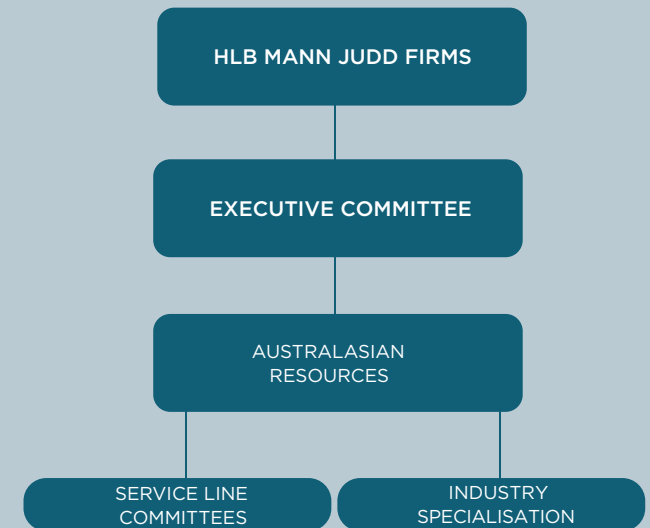 HLB MANN JUDD FIRMS
EXECUTIVE COMMITTEE
AUSTRALASIAN
RESOURCES
SERVICE LINE
COMMITTEES
INDUSTRY
SPECIALISATION